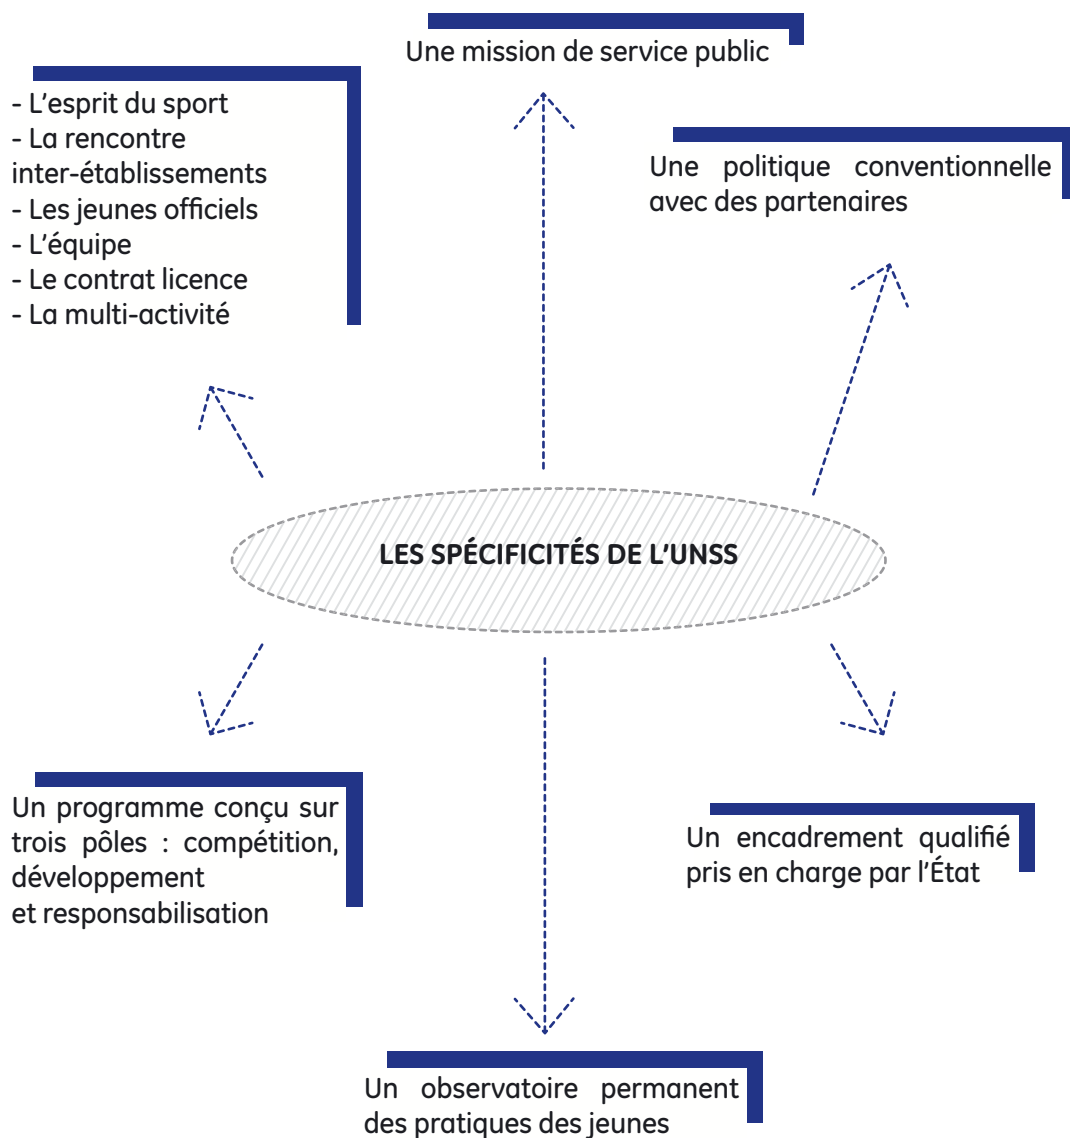 Une mission de service public
- L'esprit du sport
- La rencontre
inter-établissements
- Les jeunes officiels
- L'équipe
- Le contrat licence
- La multi-activité
Une politique conventionnelle
avec des partenaires
LES SPÉCIFICITÉS DE L'UNSS
Un programme conçu sur
trois pôles : compétition,
développement
et responsabilisation
Un encadrement qualifié
pris en charge par l'État
Un observatoire permanent
des pratiques des jeunes